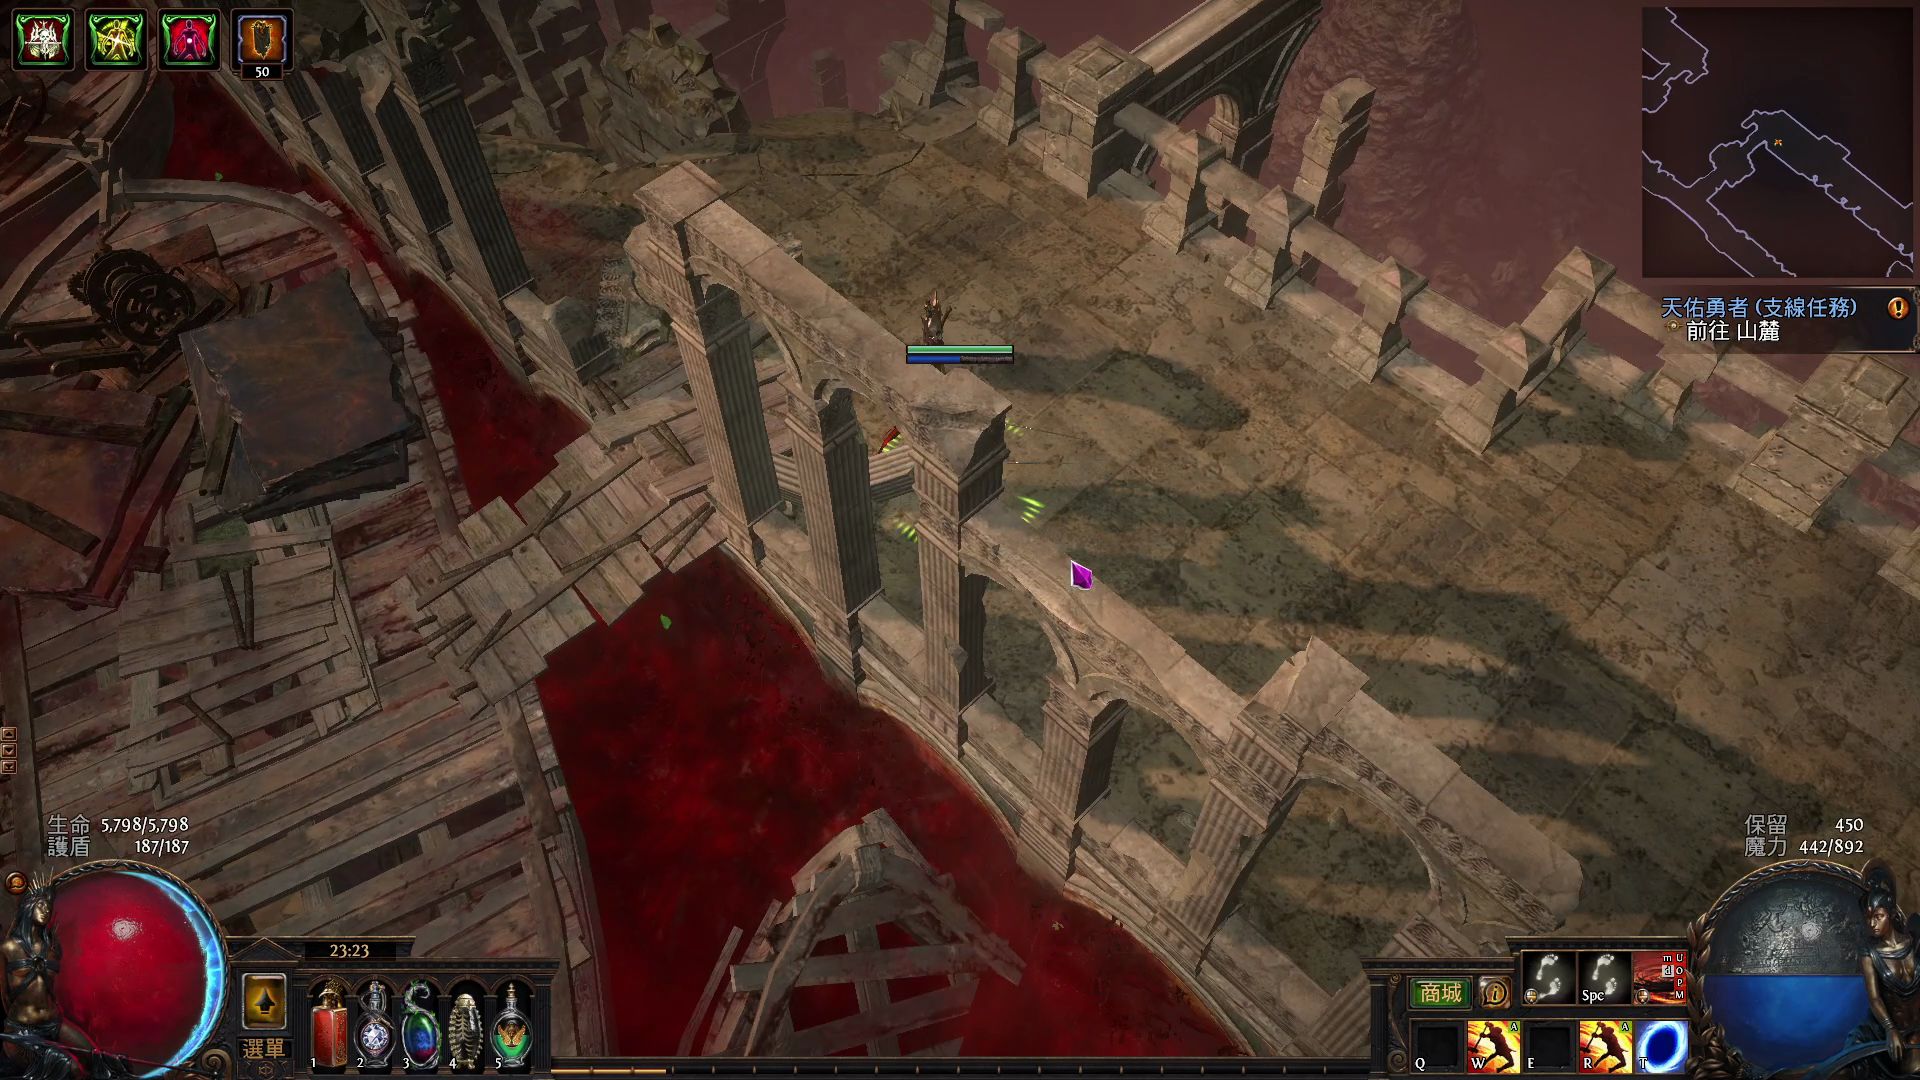 50
天佑勇者 (支線任務)
前往 山麓
生命 5,798/5,798
護盾 187/187
保留 450
魔力 442/892
23:23
選單
1 2 3 4 5
商城
Spc
Q W E R T
A A
m U
d O
P
M